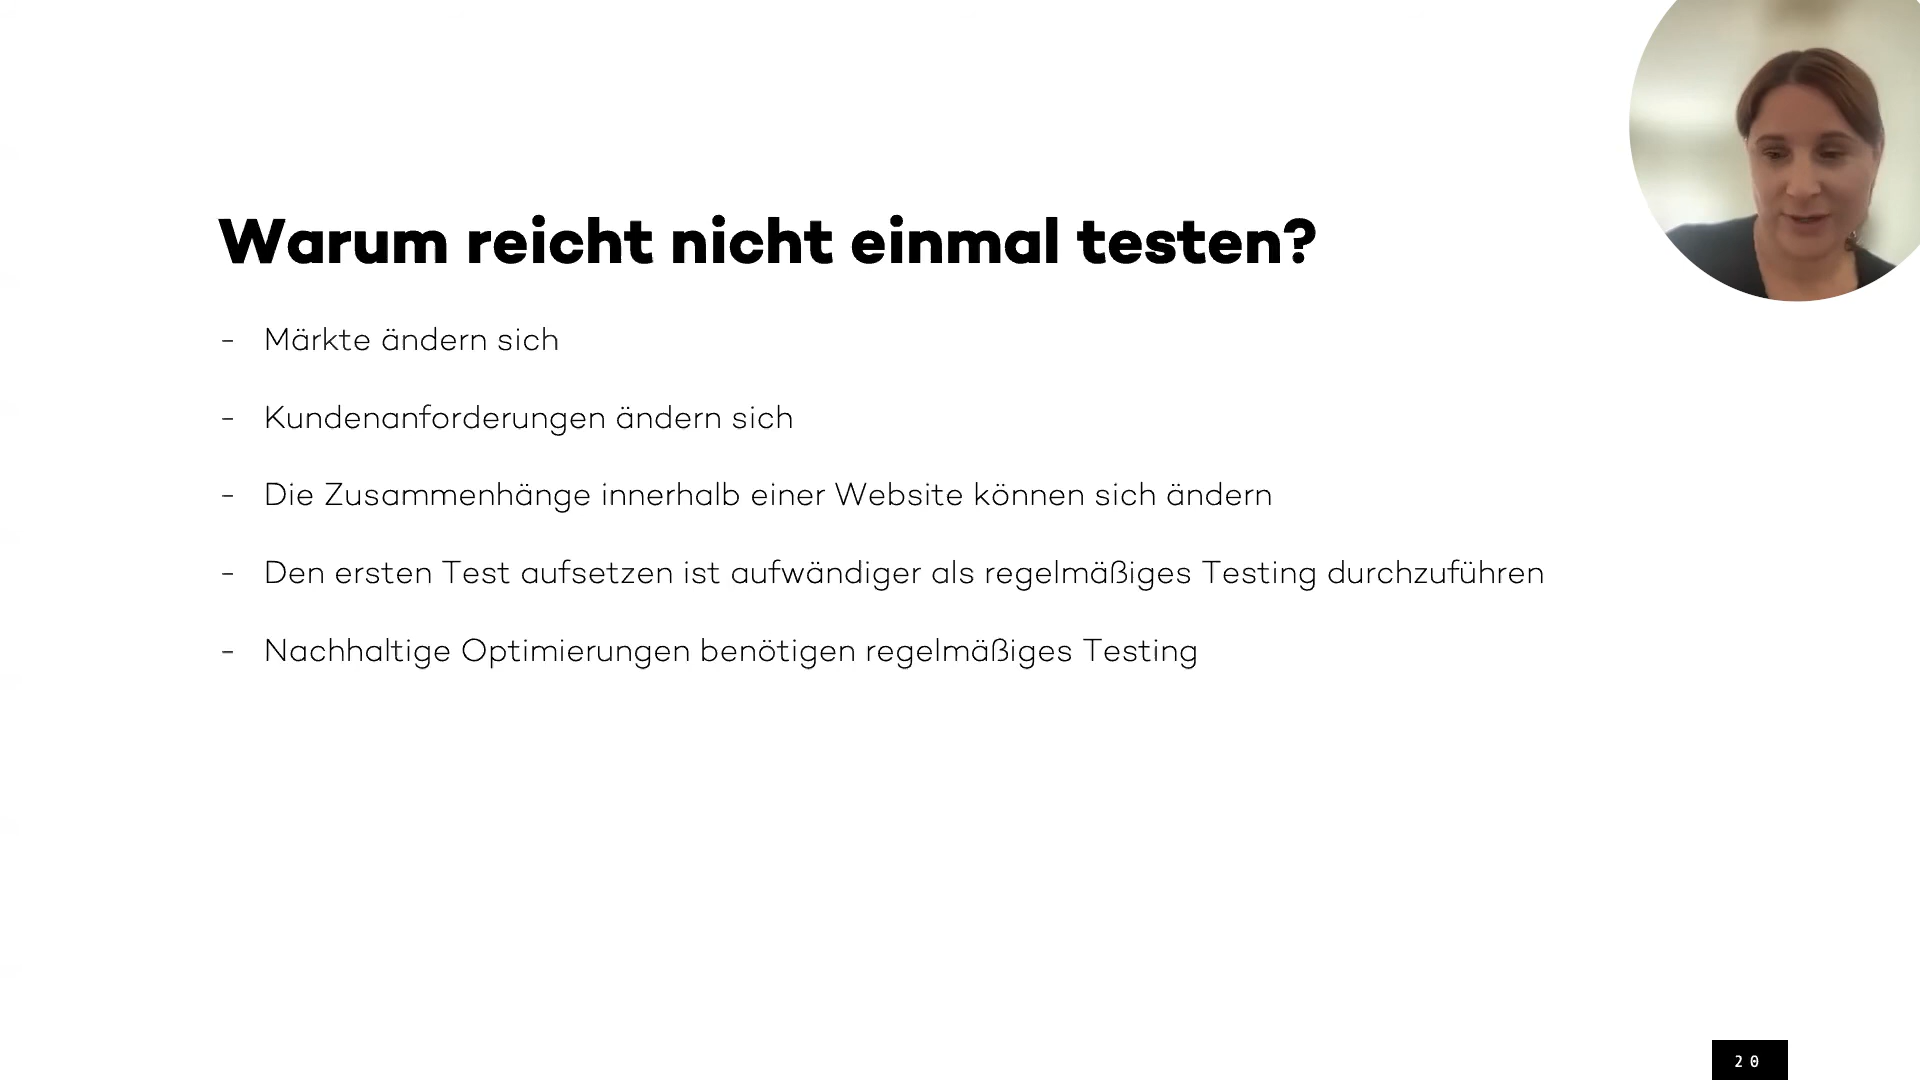 Warum reicht nicht einmal testen?
- Märkte ändern sich
- Kundenanforderungen ändern sich
- Die Zusammenhänge innerhalb einer Website können sich ändern
- Den ersten Test aufsetzen ist aufwändiger als regelmäßiges Testing durchzuführen
- Nachhaltige Optimierungen benötigen regelmäßiges Testing
20